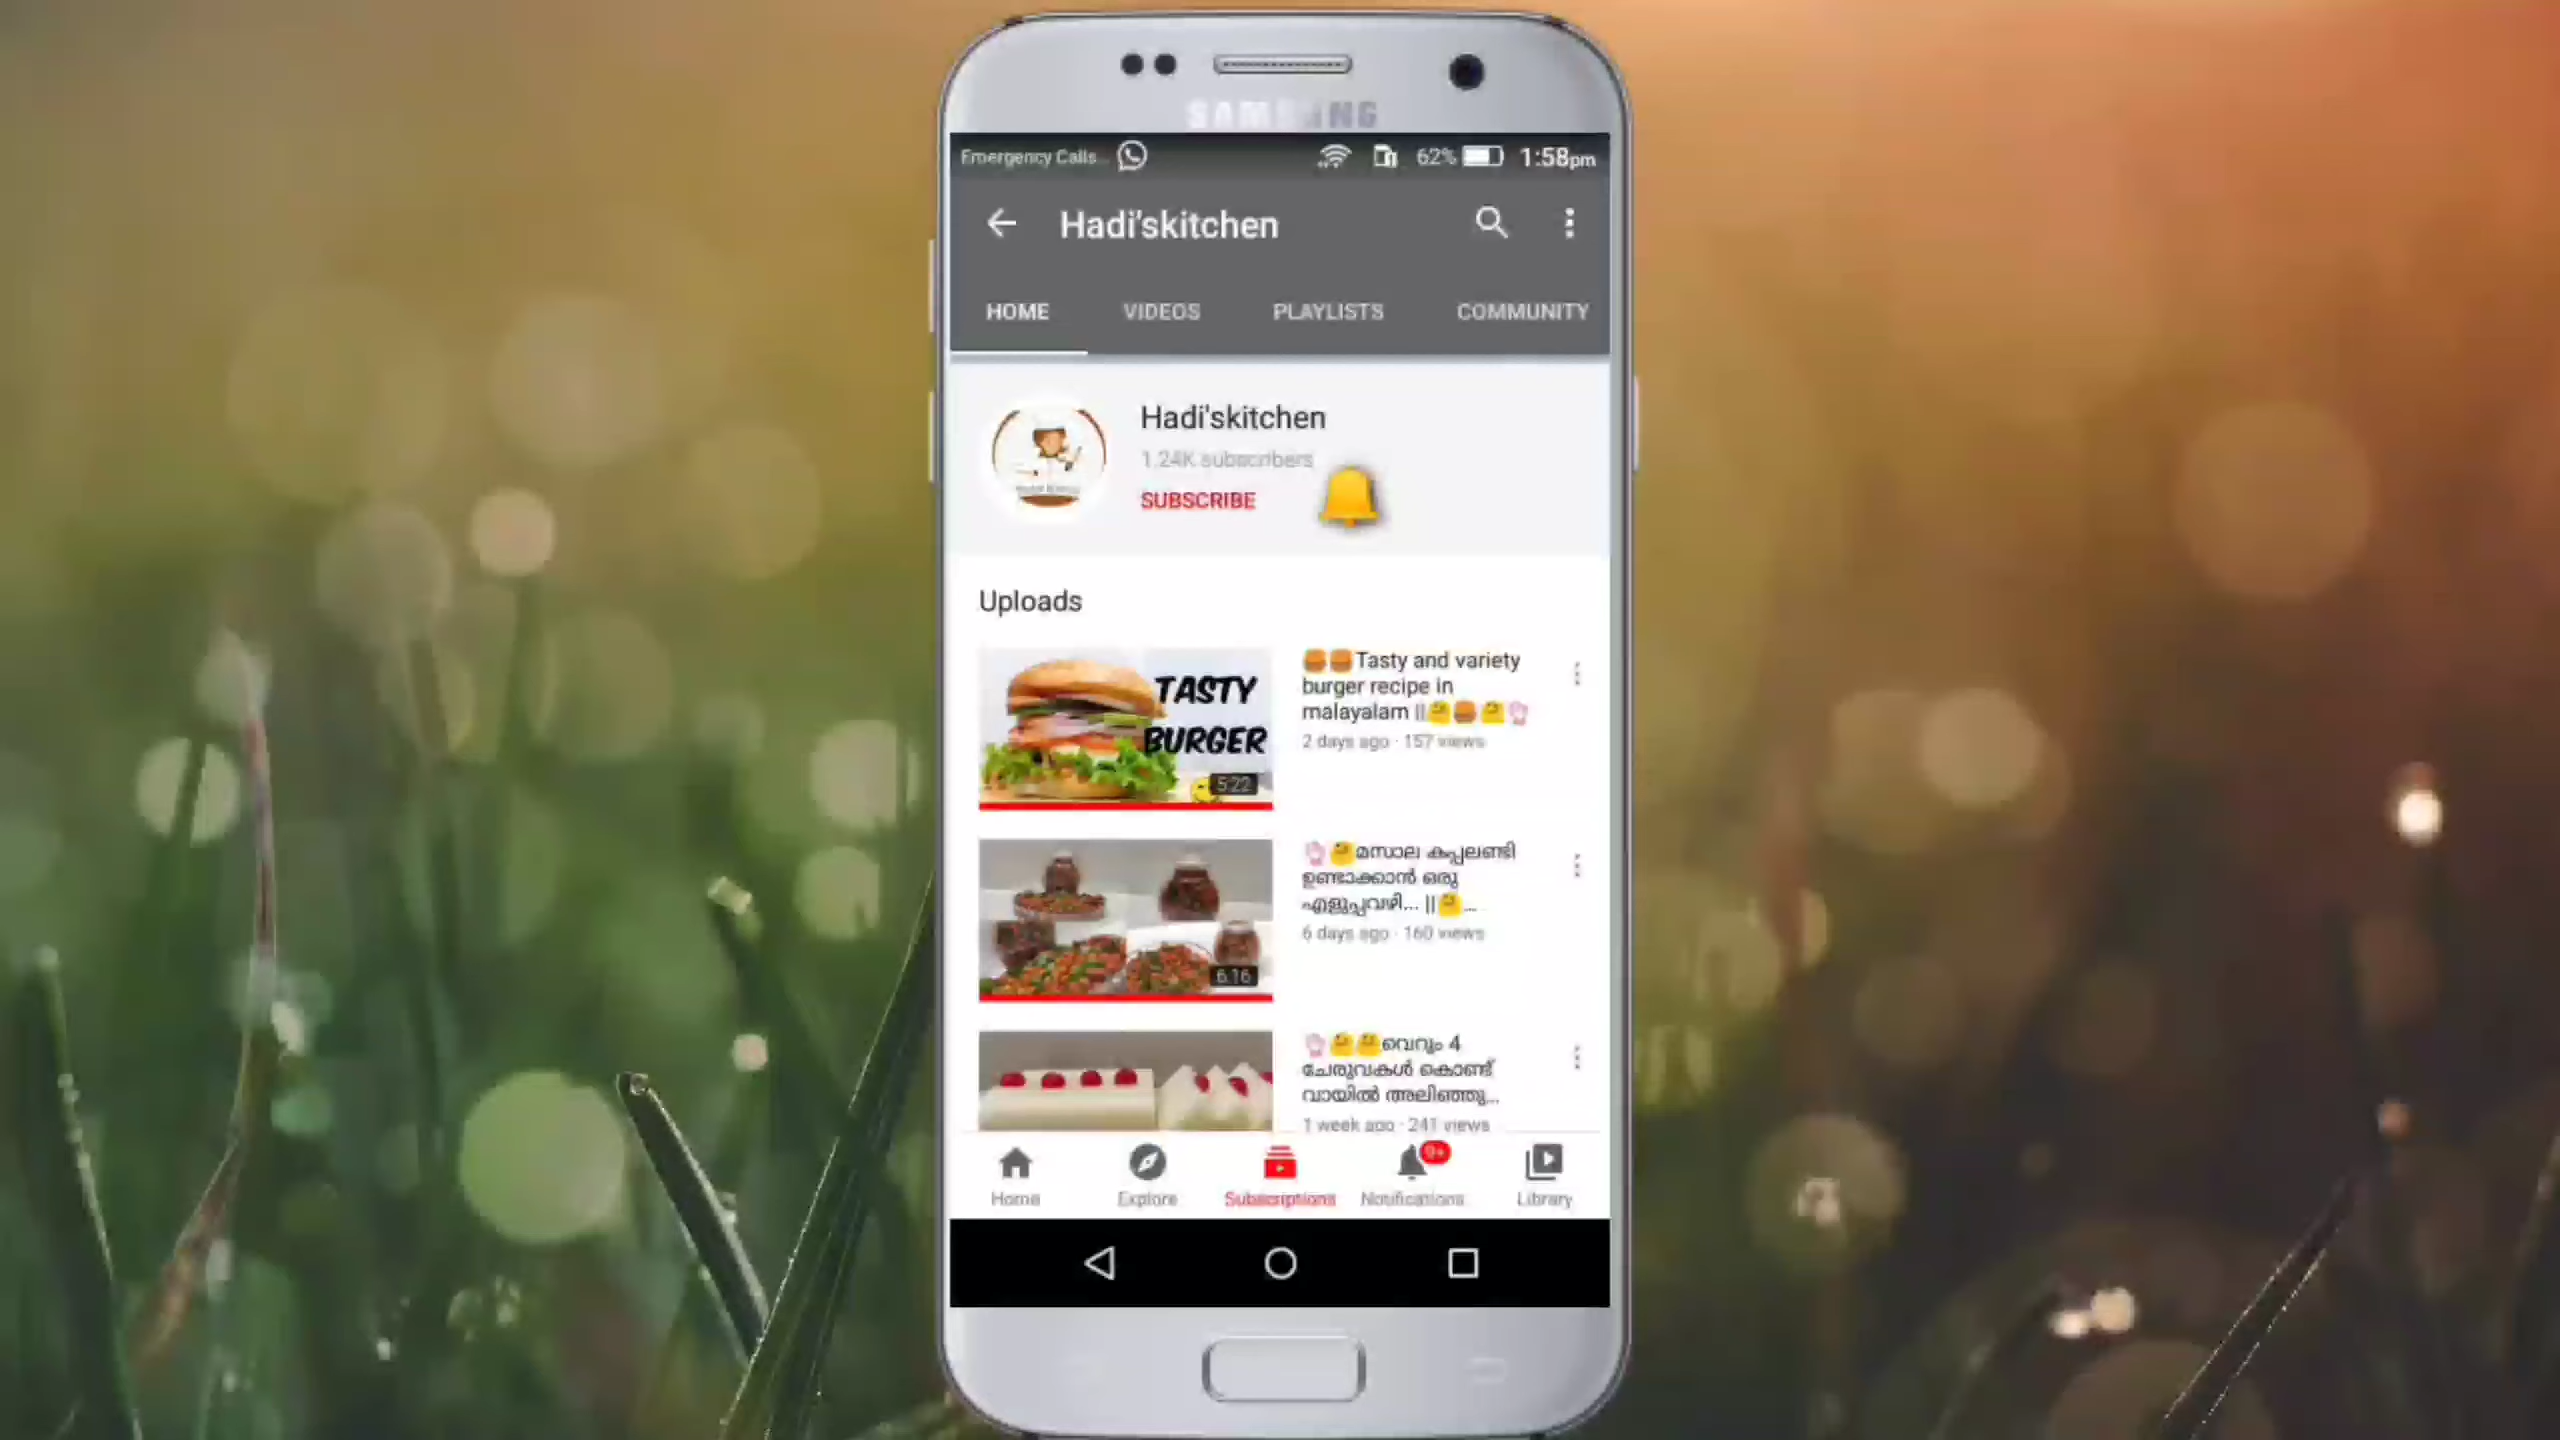 SAMSUNG
Emergency Calls... 62% 1:58pm
Hadi'skitchen
HOME VIDEOS PLAYLISTS COMMUNITY
Hadi'skitchen
1.24K subscribers
SUBSCRIBE
Uploads
TASTY
BURGER
5:22
🍔🍔Tasty and variety
burger recipe in
malayalam ||🤗🍔🤗👌
2 days ago · 157 views
6:16
👌🤗മസാല കപ്പലണ്ടി
ഉണ്ടാക്കാൻ ഒരു
എളുപ്പവഴി... ||🤗...
6 days ago · 160 views
👌🤗🤗വെറും 4
ചേരുവകൾ കൊണ്ട്
വായിൽ അലിഞ്ഞു...
1 week ago · 241 views
9+
Home Explore Subscriptions Notifications Library